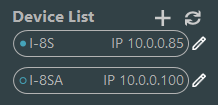 Device List
I-8S IP 10.0.0.85
I-8SA IP 10.0.0.100